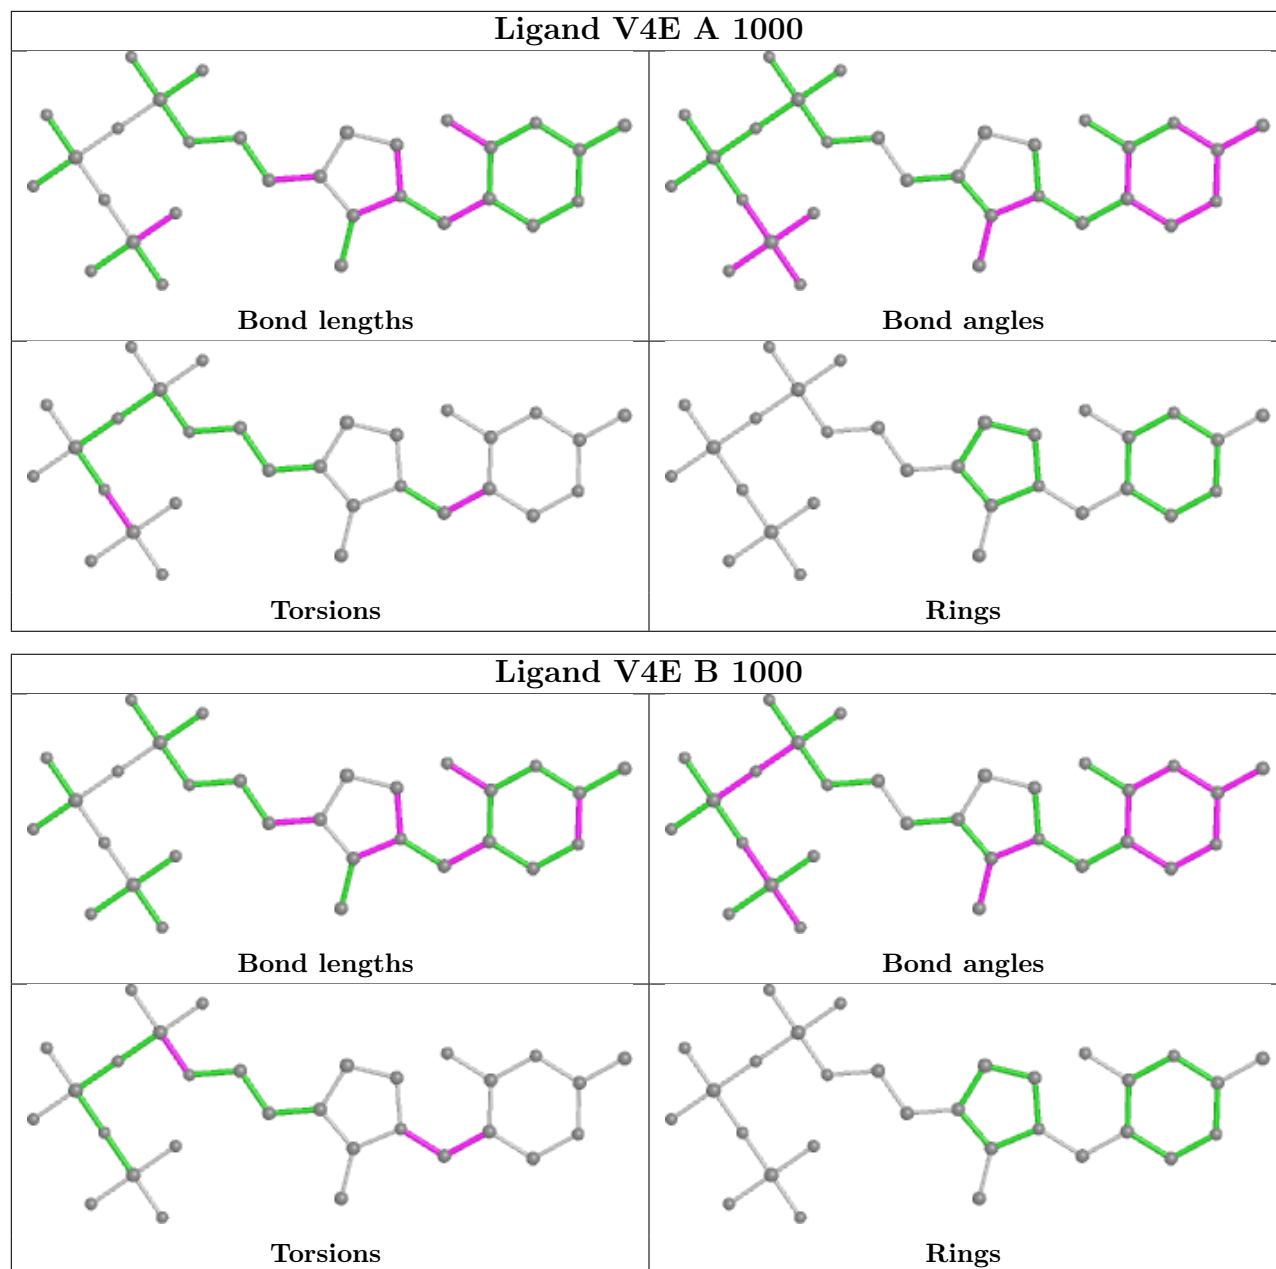 Ligand V4E A 1000
Bond lengths
Bond angles
Torsions
Rings
Ligand V4E B 1000
Bond lengths
Bond angles
Torsions
Rings